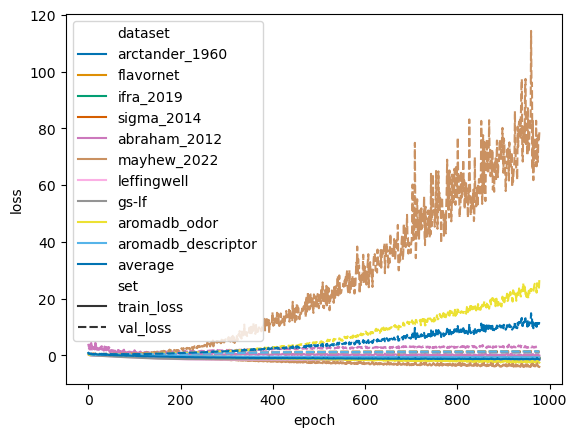 120
100
80
60
40
20
0
loss
dataset
arctander_1960
flavornet
ifra_2019
sigma_2014
abraham_2012
mayhew_2022
leffingwell
gs-lf
aromadb_odor
aromadb_descriptor
average
set
train_loss
val_loss
0 200 400 600 800 1000
epoch